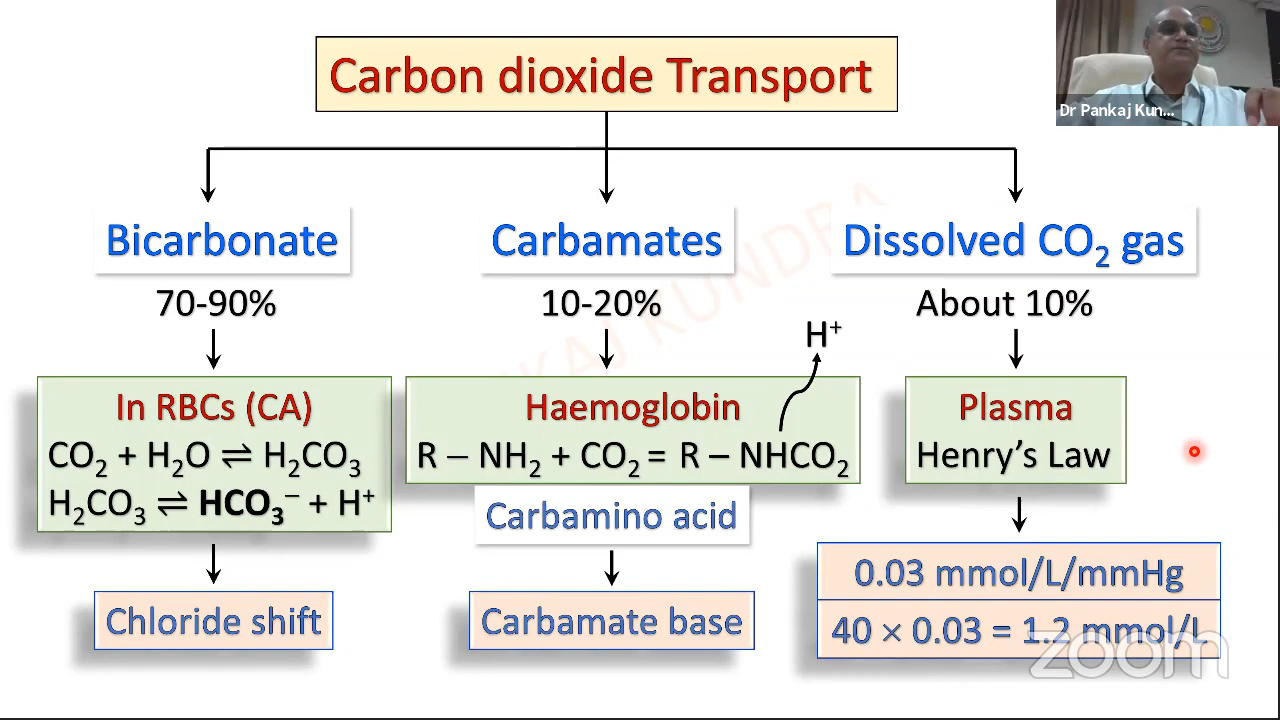 Carbon dioxide Transport
Dr Pankaj Kun...
Bicarbonate
Carbamates
Dissolved CO₂ gas
70-90%
10-20%
About 10%
H⁺
In RBCs (CA)
CO₂ + H₂O ⇌ H₂CO₃
H₂CO₃ ⇌ HCO₃⁻ + H⁺
Haemoglobin
R – NH₂ + CO₂ = R – NHCO₂
Plasma
Henry's Law
Carbamino acid
Chloride shift
Carbamate base
0.03 mmol/L/mmHg
40 × 0.03 = 1.2 mmol/L
zoom
KAJ KUNDRA